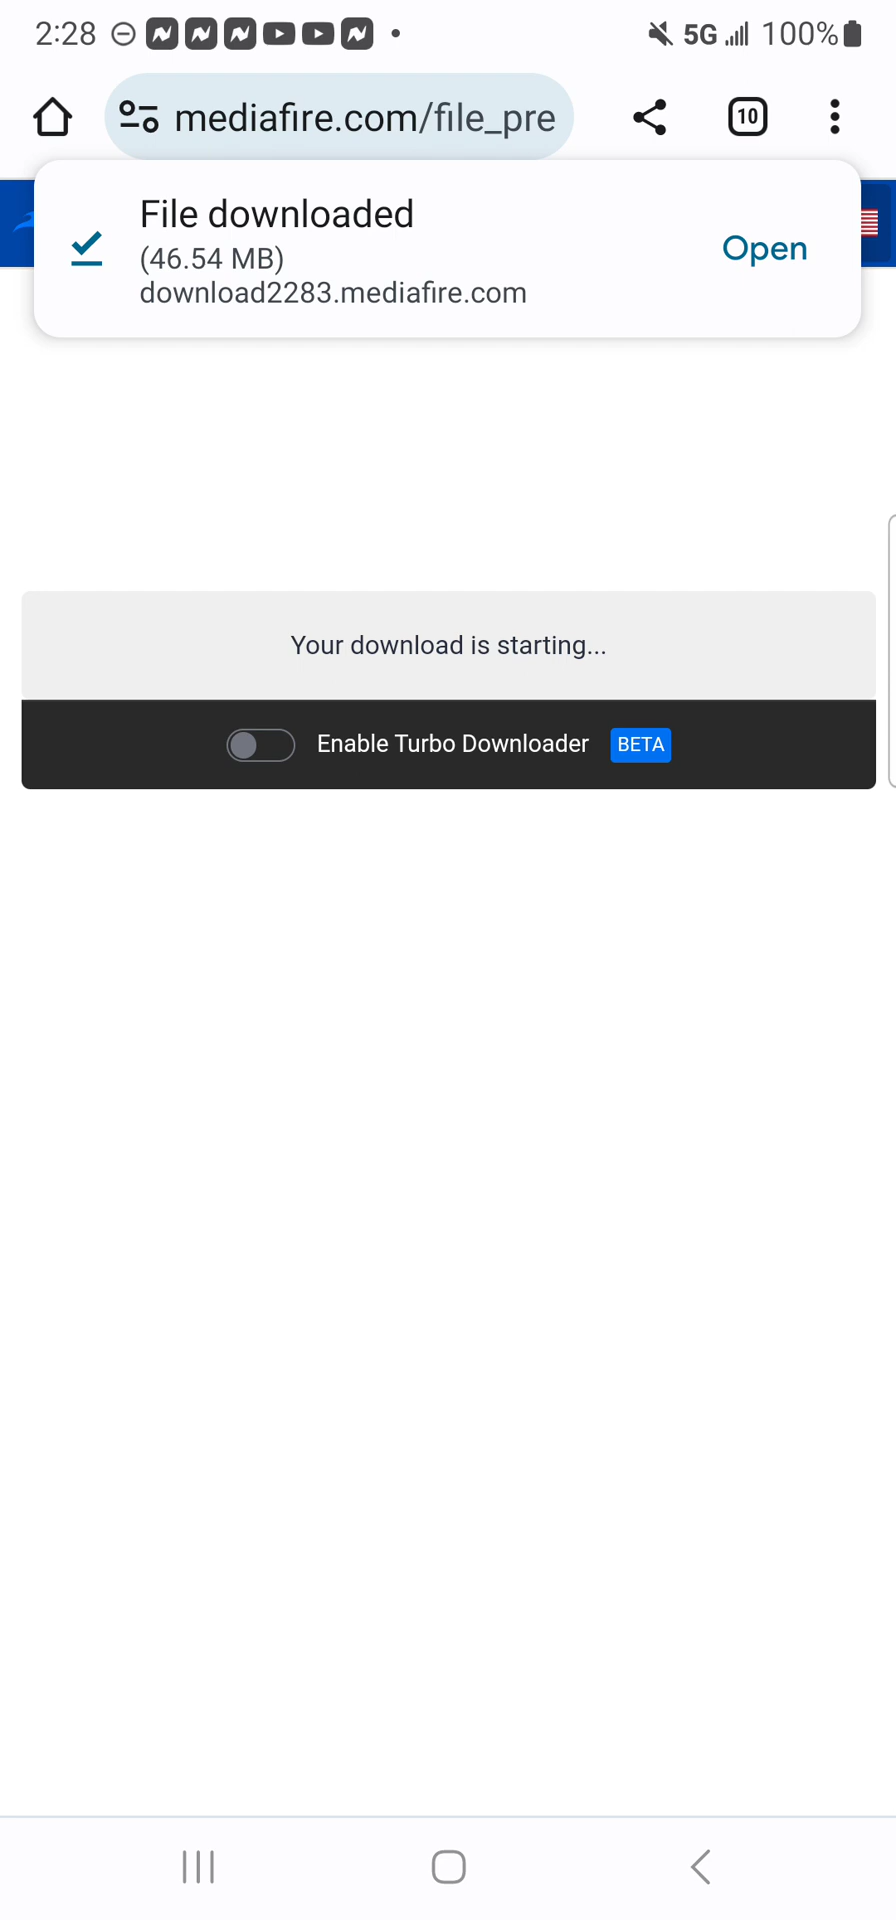 2:28 5G 100%
mediafire.com/file_pre 10
File downloaded
(46.54 MB)
download2283.mediafire.com
Open
Your download is starting...
Enable Turbo Downloader BETA